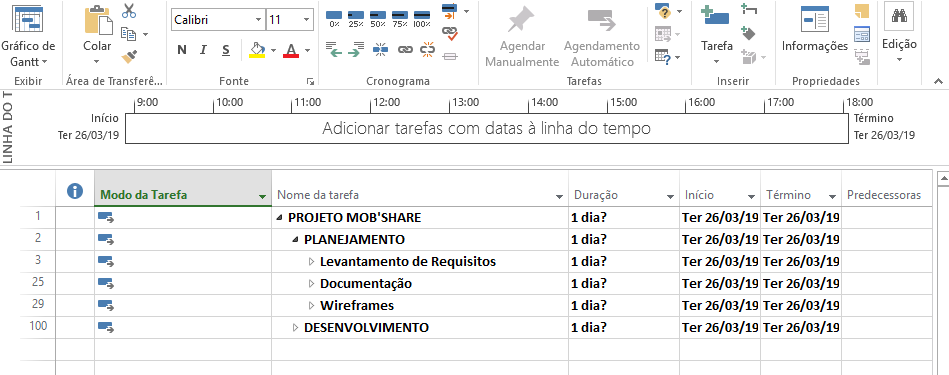 Calibri 11
0% 25% 50% 75% 100%
Gráfico de Gantt
Colar
N I S
Agendar Manualmente
Agendamento Automático
Tarefa
Informações
Edição
Exibir
Área de Transferê...
Fonte
Cronograma
Tarefas
Inserir
Propriedades
LINHA DO T
9:00 10:00 11:00 12:00 13:00 14:00 15:00 16:00 17:00 18:00
Início
Ter 26/03/19
Adicionar tarefas com datas à linha do tempo
Término
Ter 26/03/19
Modo da Tarefa Nome da tarefa Duração Início Término Predecessoras
1 PROJETO MOB'SHARE 1 dia? Ter 26/03/19 Ter 26/03/19
2 PLANEJAMENTO 1 dia? Ter 26/03/19 Ter 26/03/19
3 Levantamento de Requisitos 1 dia? Ter 26/03/19 Ter 26/03/19
25 Documentação 1 dia? Ter 26/03/19 Ter 26/03/19
29 Wireframes 1 dia? Ter 26/03/19 Ter 26/03/19
100 DESENVOLVIMENTO 1 dia? Ter 26/03/19 Ter 26/03/19